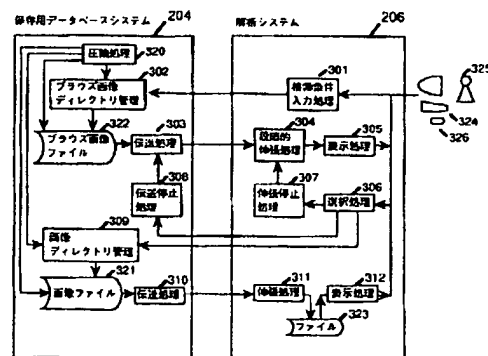 保存用データベースシステム 204
圧縮処理 320
302
ブラウズ画像
ディレクトリ管理
322
ブラウズ画像
ファイル
303
伝送処理
308
伝送停止
処理
309
画像
ディレクトリ管理
321
画像ファイル
310
伝送処理
解析システム 206
301
検索条件
入力処理
304
段階的
伸張処理
305
表示処理
307
伸張停止
処理
306
選択処理
311
伸張処理
312
表示処理
ファイル
323
325
324
326